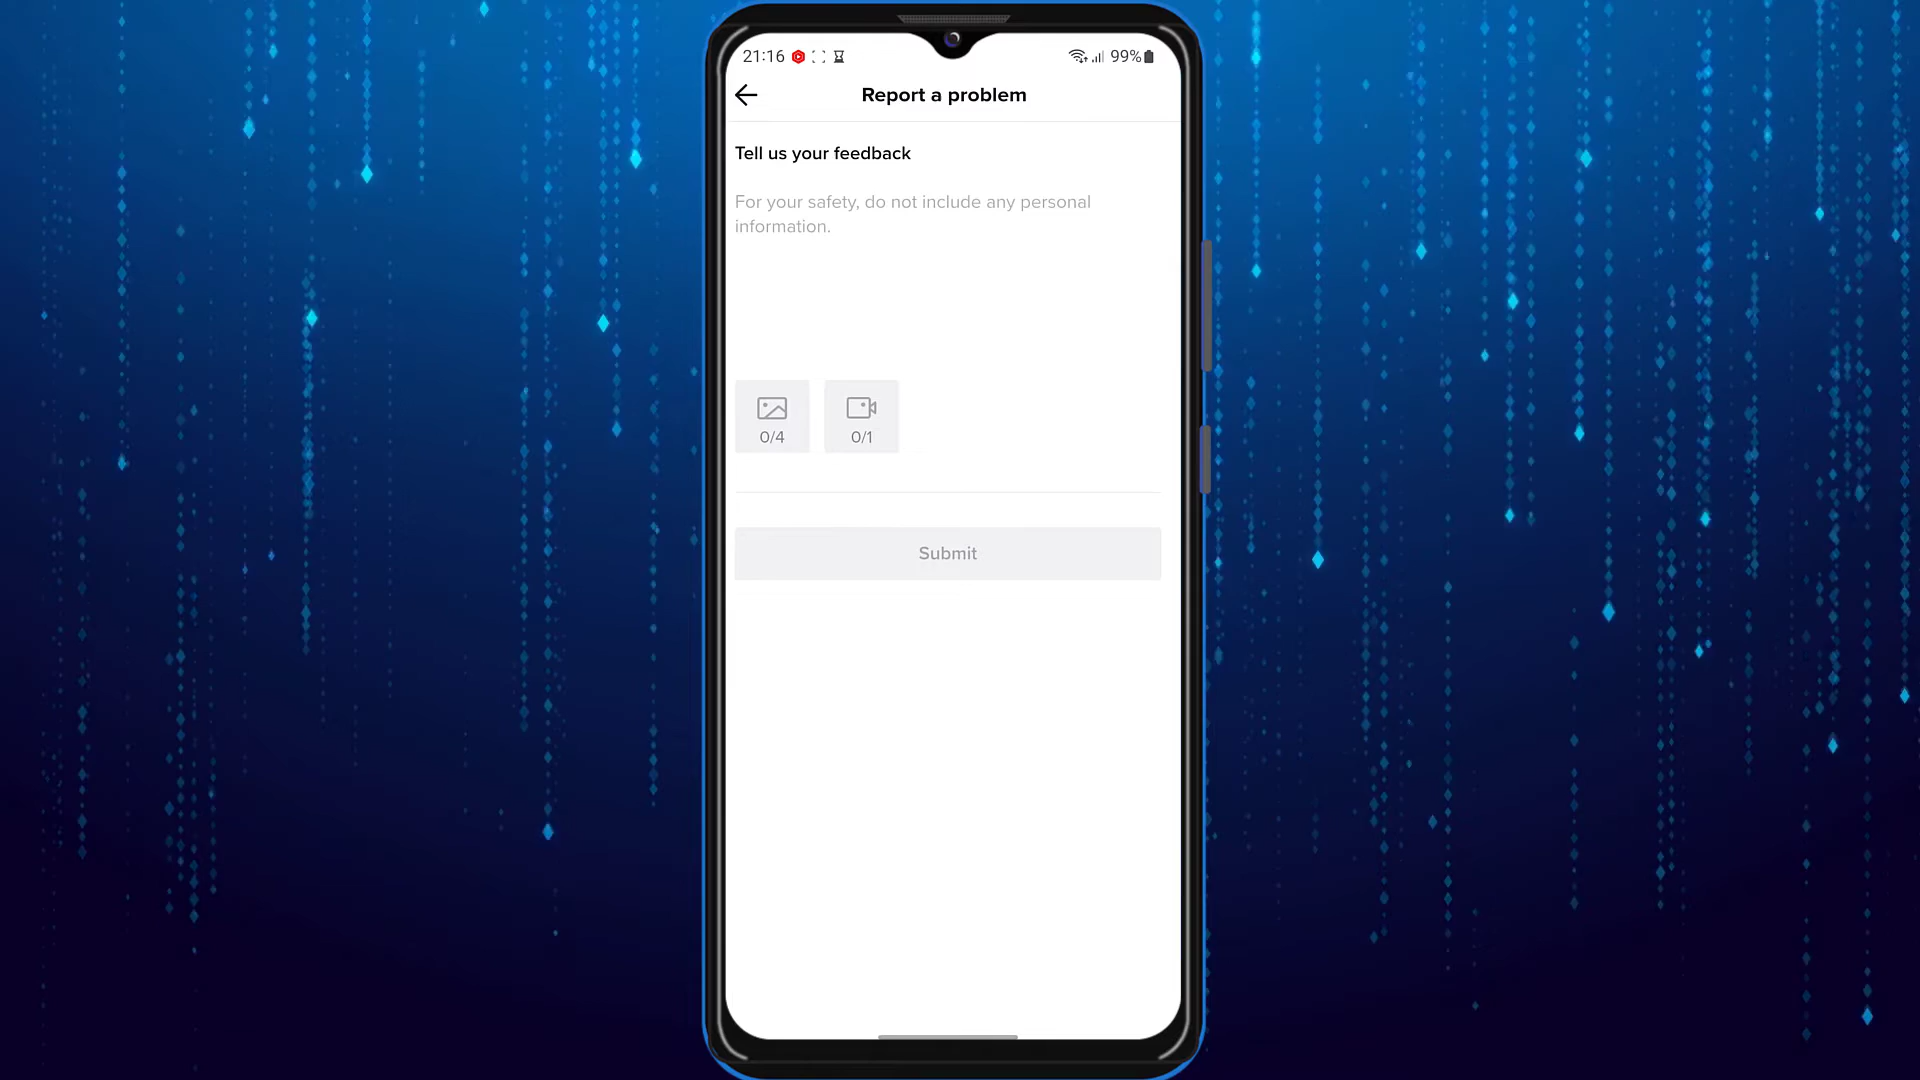 21:16
99%
Report a problem
Tell us your feedback
For your safety, do not include any personal
information.
0/4
0/1
Submit